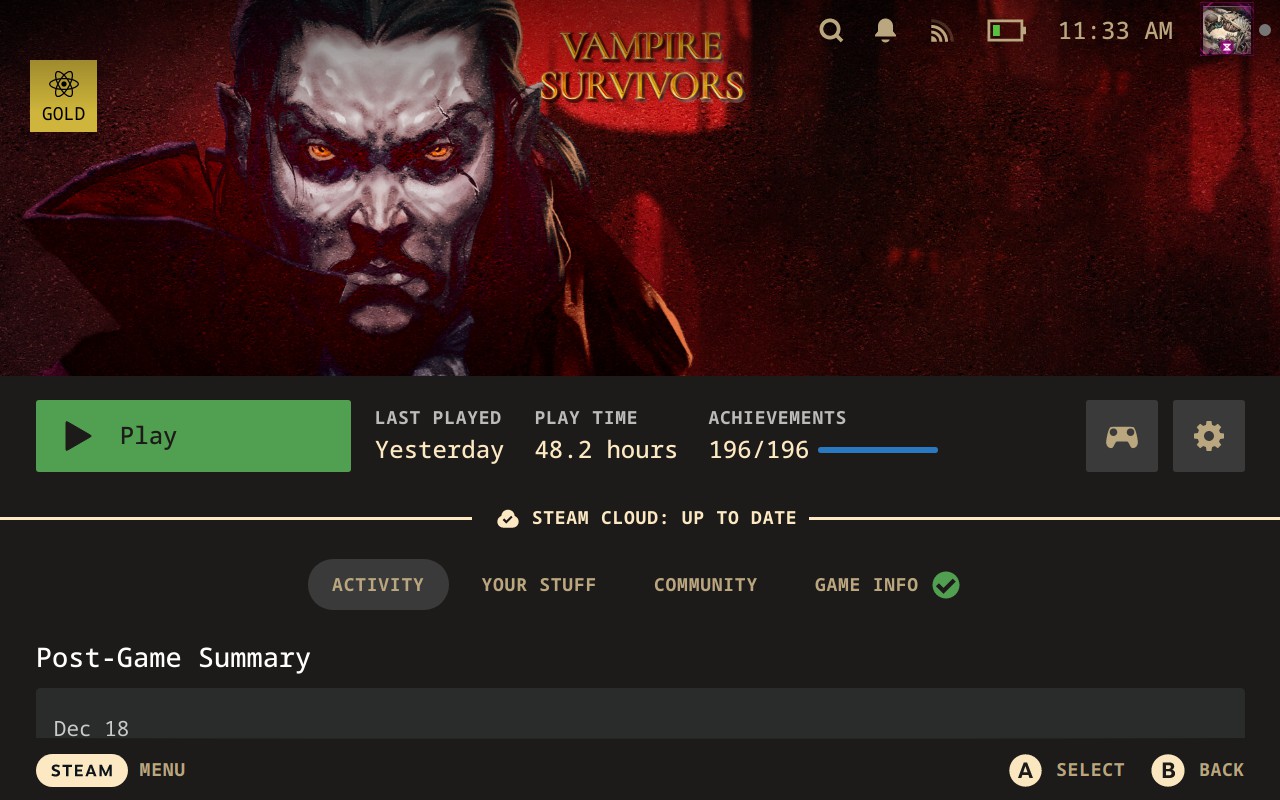 VAMPIRE
SURVIVORS
11:33 AM
GOLD
Play
LAST PLAYED
Yesterday
PLAY TIME
48.2 hours
ACHIEVEMENTS
196/196
STEAM CLOUD: UP TO DATE
ACTIVITY
YOUR STUFF
COMMUNITY
GAME INFO
Post-Game Summary
Dec 18
STEAM MENU
A SELECT
B BACK